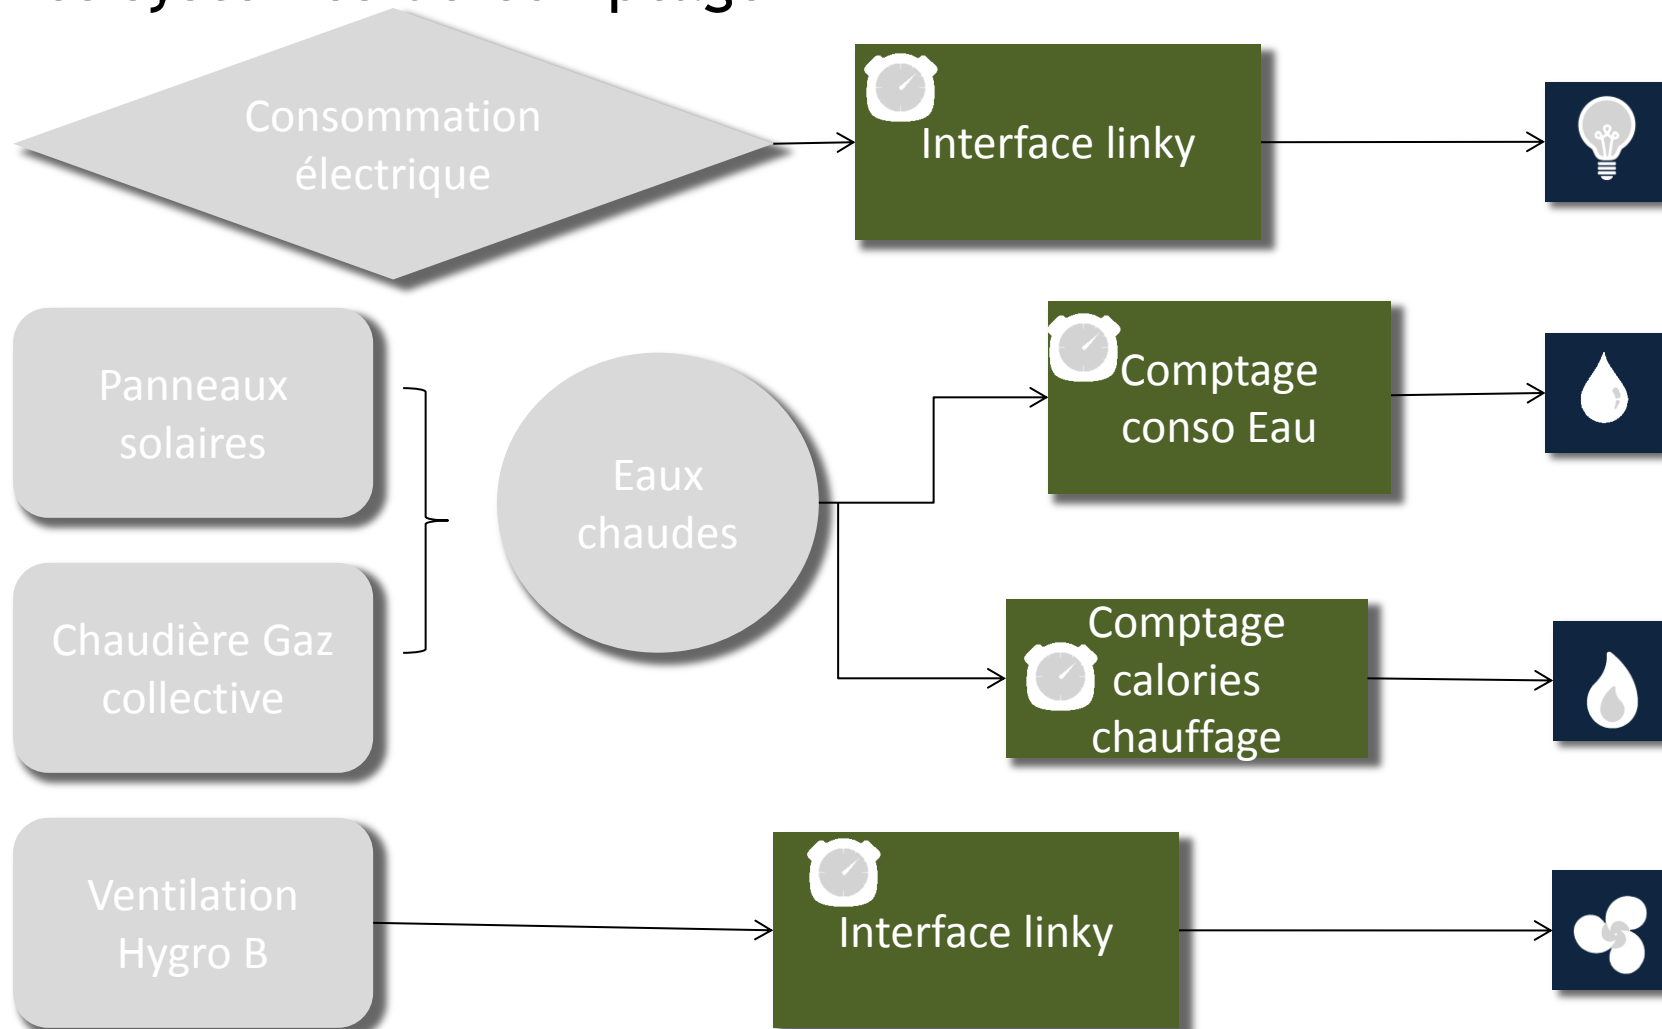 Consommation
électrique
Interface linky
Panneaux
solaires
Comptage
conso Eau
Eaux
chaudes
Chaudière Gaz
collective
Comptage
calories
chauffage
Ventilation
Hygro B
Interface linky